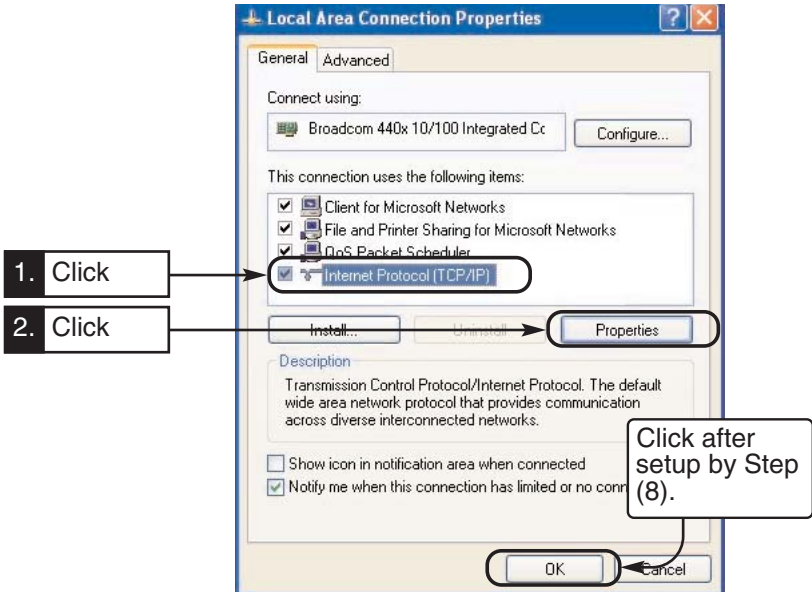 Local Area Connection Properties
General Advanced
Connect using:
Broadcom 440x 10/100 Integrated Cc
Configure...
This connection uses the following items:
Client for Microsoft Networks
File and Printer Sharing for Microsoft Networks
QoS Packet Scheduler
1. Click
Internet Protocol (TCP/IP)
2. Click
Install... Uninstall Properties
Description
Transmission Control Protocol/Internet Protocol. The default
wide area network protocol that provides communication
across diverse interconnected networks.
Show icon in notification area when connected
Notify me when this connection has limited or no conn
Click after
setup by Step
(8).
OK Cancel